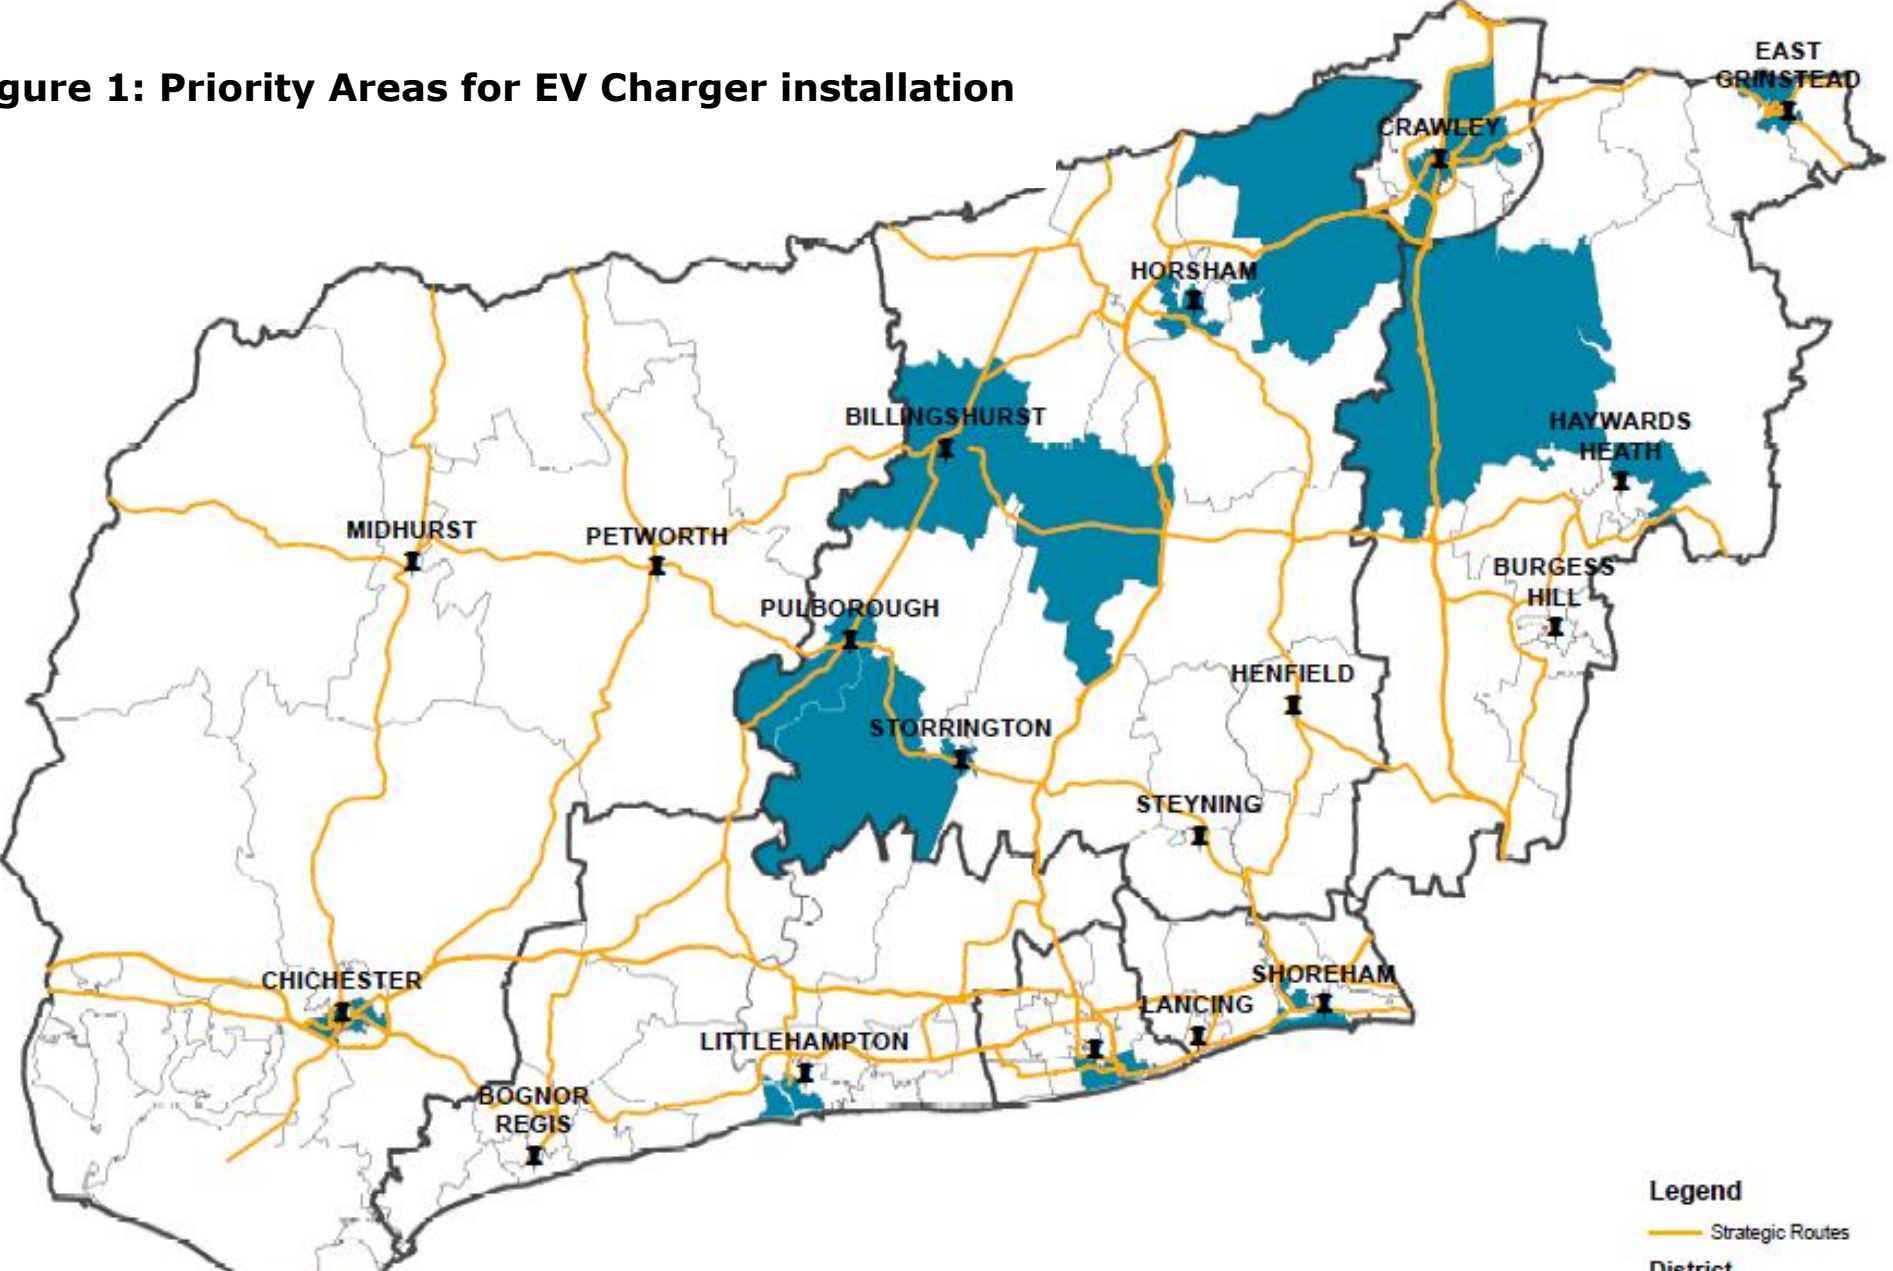 gure 1: Priority Areas for EV Charger installation
EAST
GRINSTEAD
CRAWLEY
HORSHAM
BILLINGSHURST
HAYWARDS
HEATH
MIDHURST
PETWORTH
BURGESS
HILL
PULBOROUGH
HENFIELD
STORRINGTON
STEYNING
CHICHESTER
SHOREHAM
LANCING
LITTLEHAMPTON
BOGNOR
REGIS
Legend
Strategic Routes
District